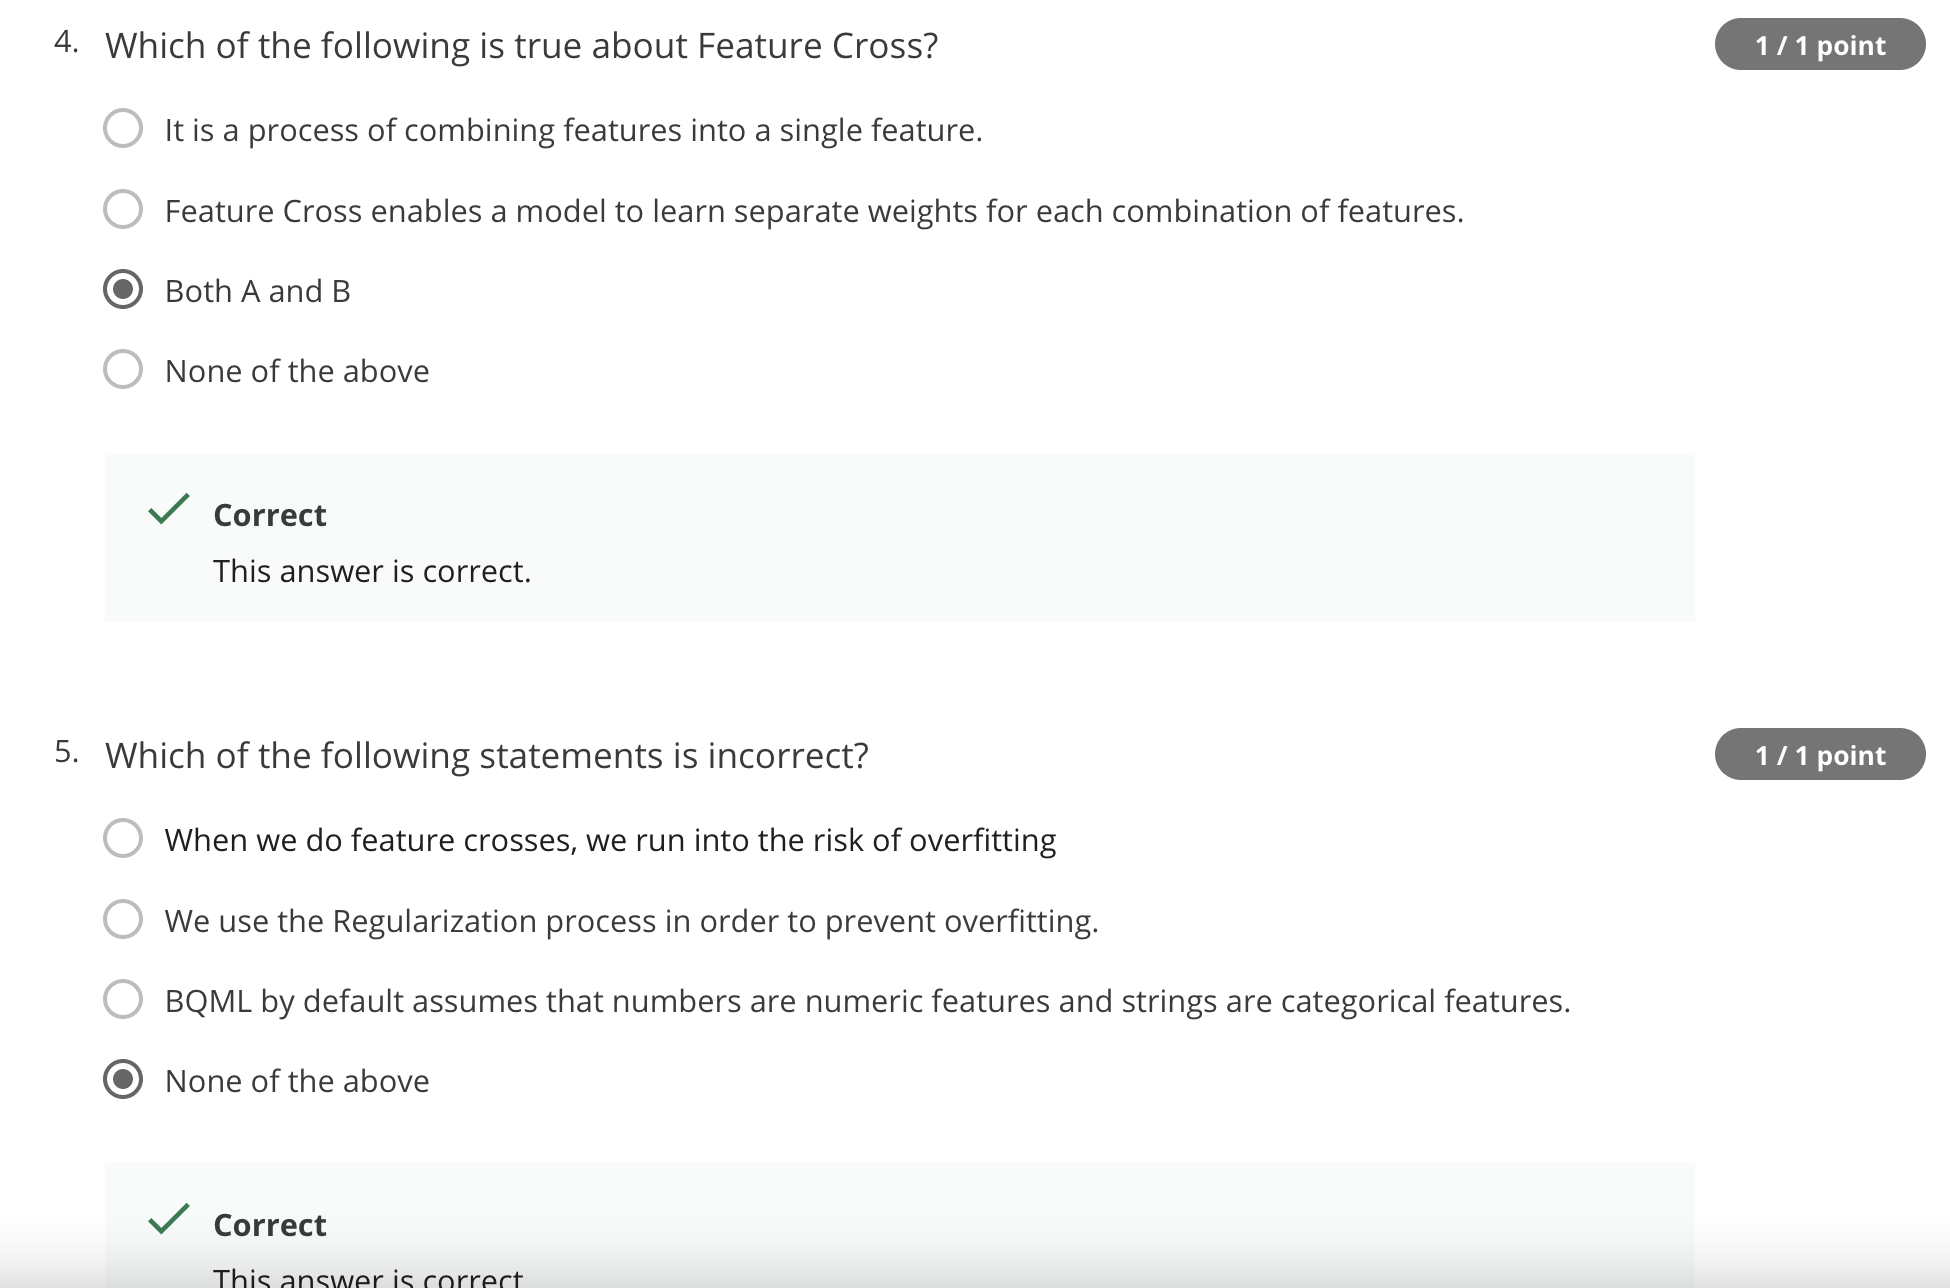 4. Which of the following is true about Feature Cross?
1 / 1 point
It is a process of combining features into a single feature.
Feature Cross enables a model to learn separate weights for each combination of features.
Both A and B
None of the above
Correct
This answer is correct.
5. Which of the following statements is incorrect?
1 / 1 point
When we do feature crosses, we run into the risk of overfitting
We use the Regularization process in order to prevent overfitting.
BQML by default assumes that numbers are numeric features and strings are categorical features.
None of the above
Correct
This answer is correct